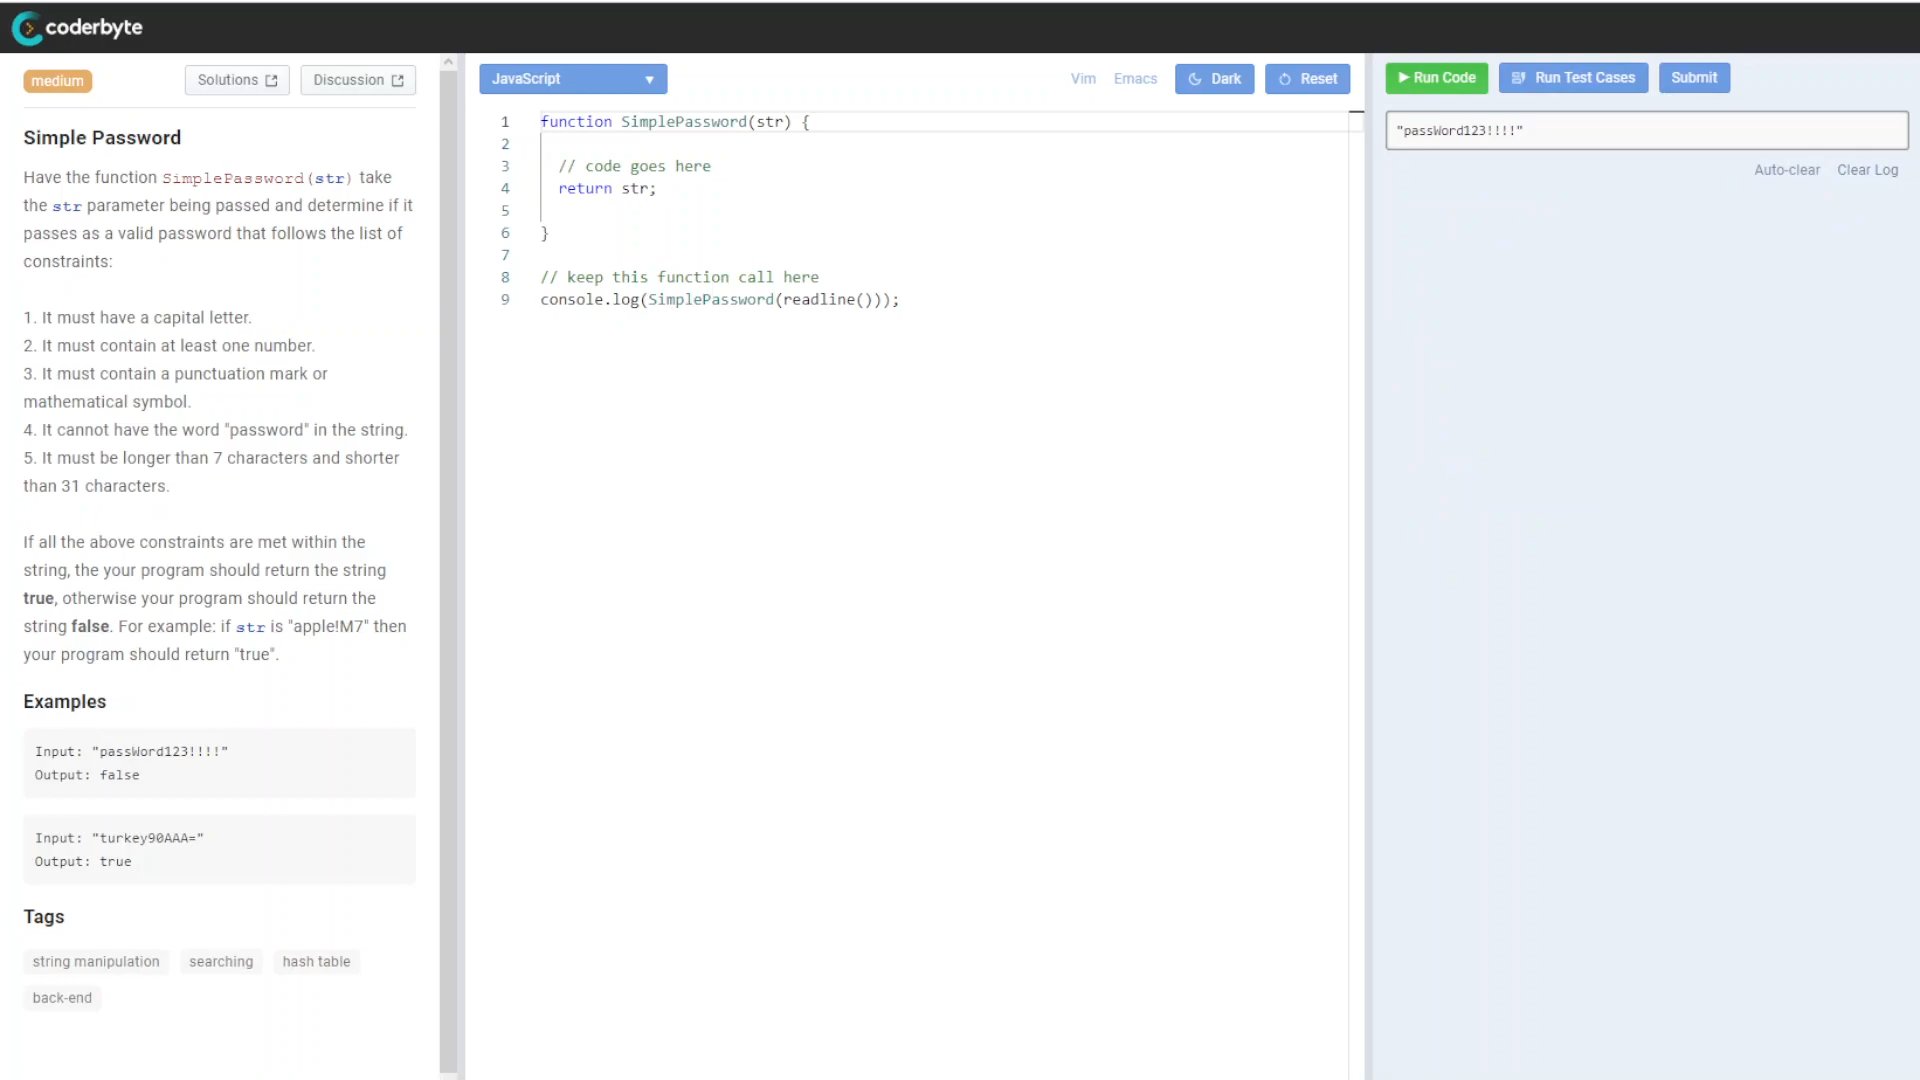 coderbyte
medium
Solutions
Discussion
Simple Password
Have the function SimplePassword(str) take
the str parameter being passed and determine if it
passes as a valid password that follows the list of
constraints:
1. It must have a capital letter.
2. It must contain at least one number.
3. It must contain a punctuation mark or
mathematical symbol.
4. It cannot have the word "password" in the string.
5. It must be longer than 7 characters and shorter
than 31 characters.
If all the above constraints are met within the
string, the your program should return the string
true, otherwise your program should return the
string false. For example: if str is "apple!M7" then
your program should return "true".
Examples
Input: "passWord123!!!!"
Output: false
Input: "turkey90AAA="
Output: true
Tags
string manipulation
searching
hash table
back-end
JavaScript
Vim
Emacs
Dark
Reset
1 function SimplePassword(str) {
2
3 // code goes here
4 return str;
5
6 }
7
8 // keep this function call here
9 console.log(SimplePassword(readline()));
Run Code
Run Test Cases
Submit
"passWord123!!!!"
Auto-clear
Clear Log